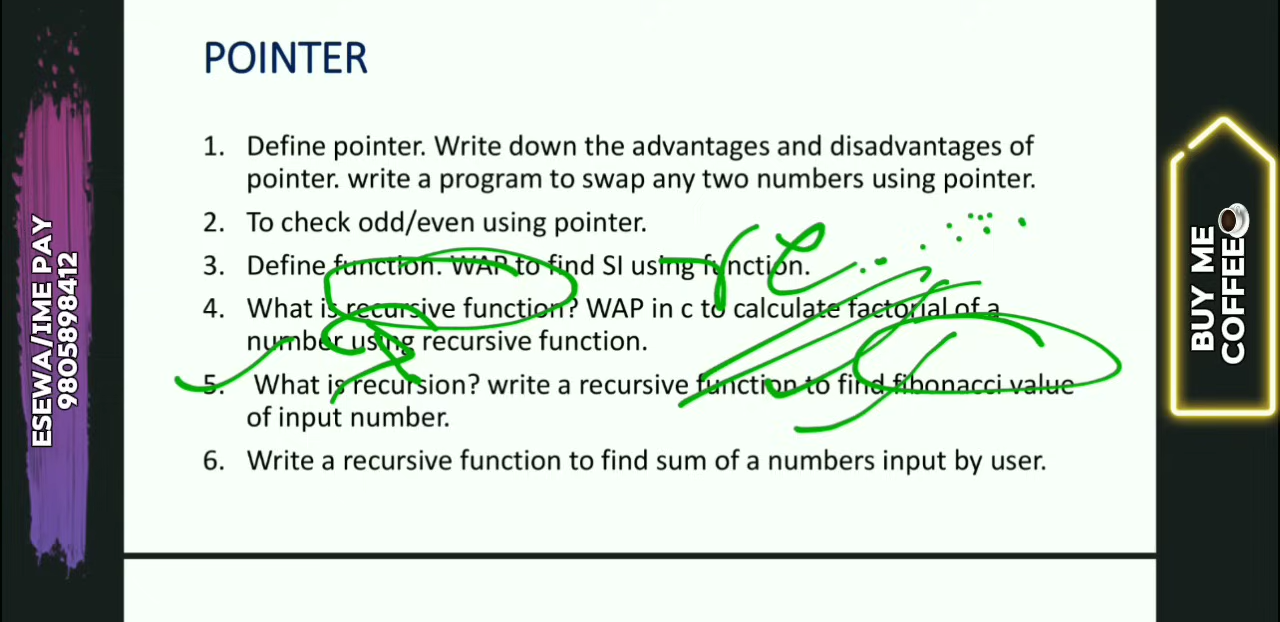 POINTER
1. Define pointer. Write down the advantages and disadvantages of
pointer. write a program to swap any two numbers using pointer.
2. To check odd/even using pointer.
3. Define function. WAP to find SI using function.
4. What is recursive function? WAP in c to calculate factorial of a
number using recursive function.
5. What is recursion? write a recursive function to find fibonacci value
of input number.
6. Write a recursive function to find sum of a numbers input by user.
ESEWA/IME PAY
9805898412
BUY ME
COFFEE